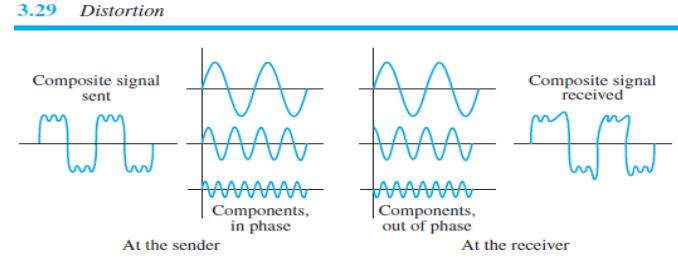 3.29 Distortion
Composite signal
sent
Composite signal
received
Components,
in phase
Components,
out of phase
At the sender
At the receiver